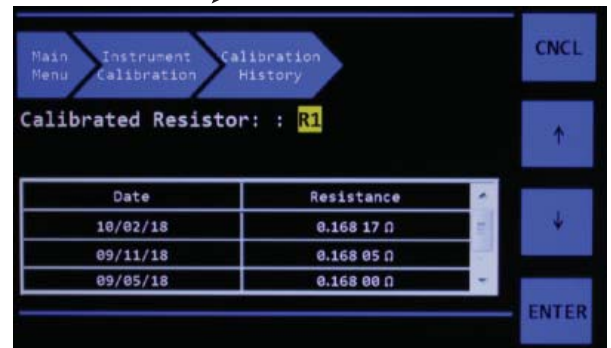 Main Menu
Instrument Calibration
Calibration History
CNCL
Calibrated Resistor: : R1
↑
Date Resistance
10/02/18 0.168 17 Ω
↓
09/11/18 0.168 05 Ω
09/05/18 0.168 00 Ω
ENTER